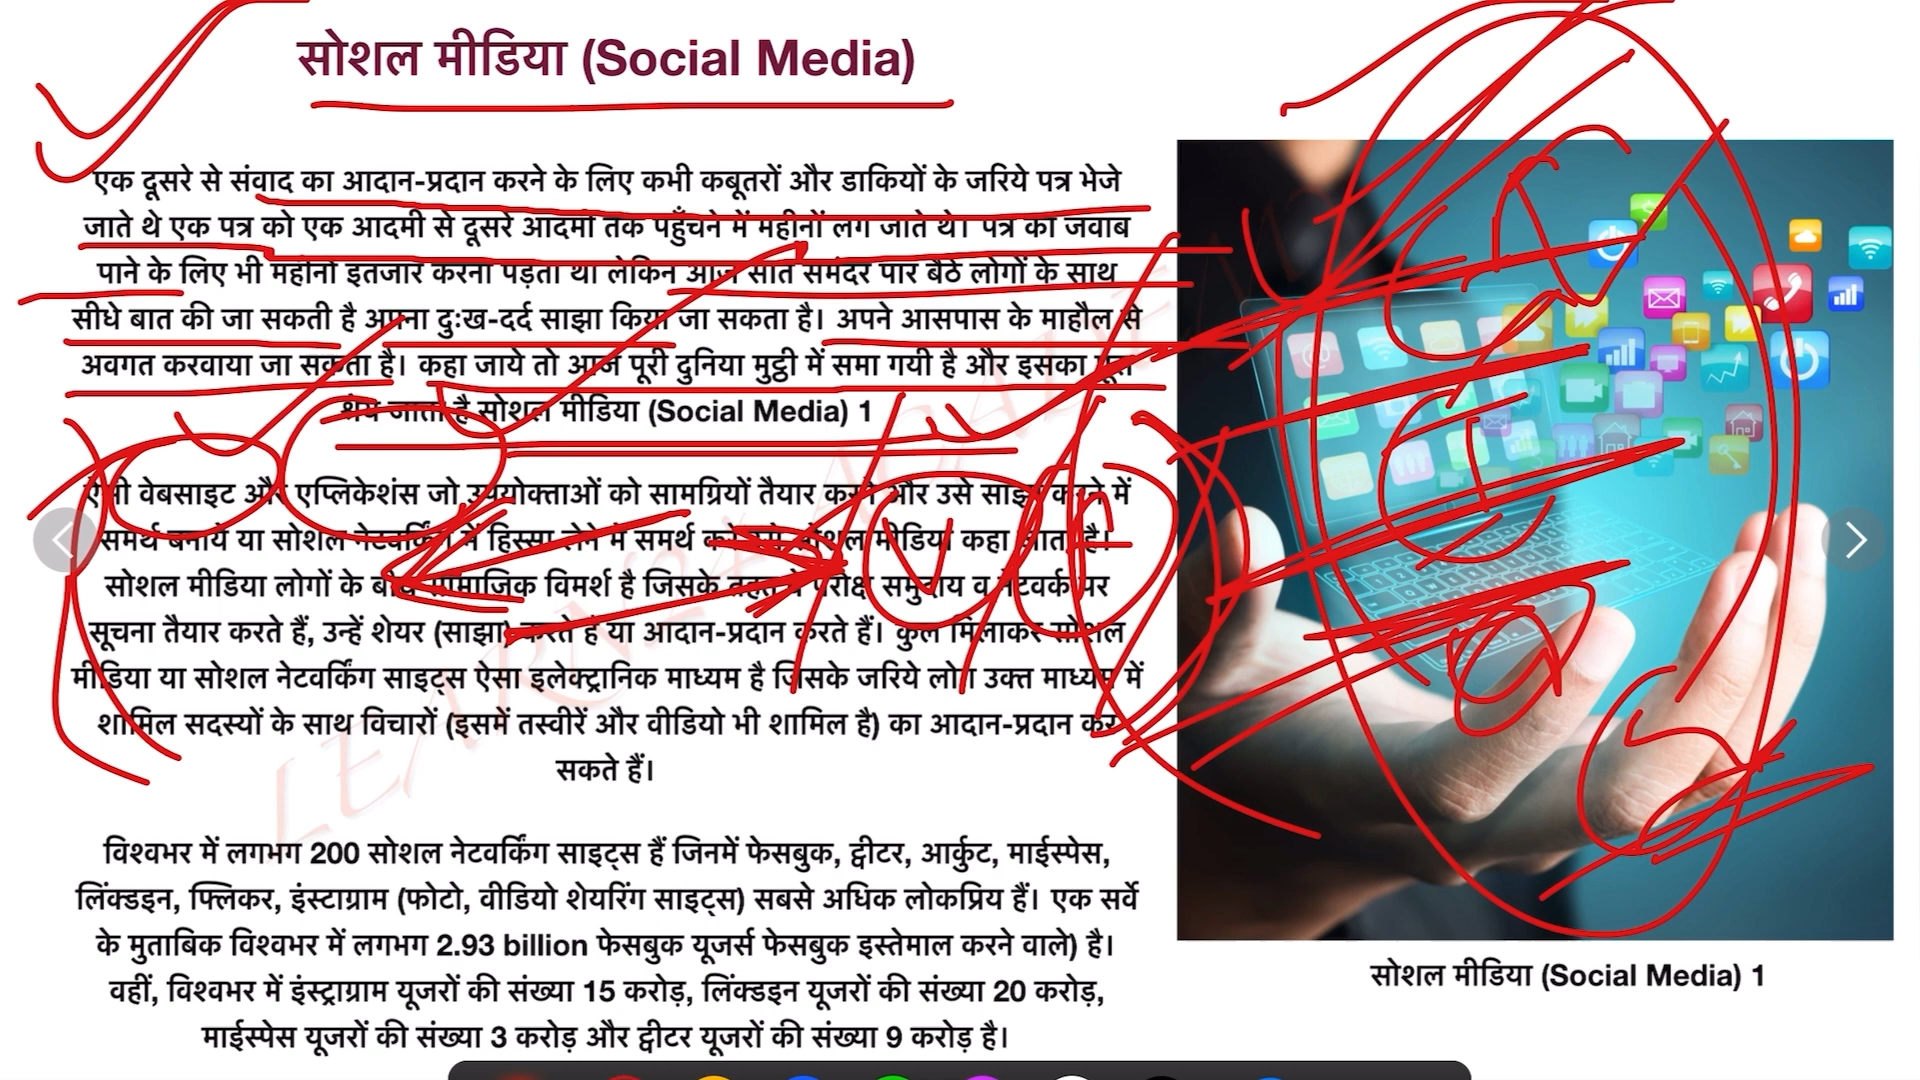 सोशल मीडिया (Social Media)
एक दूसरे से संवाद का आदान-प्रदान करने के लिए कभी कबूतरों और डाकियों के जरिये पत्र भेजे
जाते थे एक पत्र को एक आदमी से दूसरे आदमी तक पहुँचने में महीनों लग जाते थे। पत्र का जवाब
पाने के लिए भी महीनों इंतजार करना पड़ता था लेकिन आज सात समंदर पार बैठे लोगों के साथ
सीधे बात की जा सकती है अपना दुःख-दर्द साझा किया जा सकता है। अपने आसपास के माहौल से
अवगत करवाया जा सकता है। कहा जाये तो आज पूरी दुनिया मुट्ठी में समा गयी है और इसका पूरा
श्रेय जाता है सोशल मीडिया (Social Media) 1
ऐसी वेबसाइट और एप्लिकेशंस जो उपयोक्ताओं को सामग्रियों तैयार करने और उसे साझा करने में
समर्थ बनाये या सोशल नेटवर्किंग में हिस्सा लेने में समर्थ करे उसे सोशल मीडिया कहा जाता है।
सोशल मीडिया लोगों के बीच सामाजिक विमर्श है जिसके तहत वे परोक्ष समुदाय व नेटवर्क पर
सूचना तैयार करते हैं, उन्हें शेयर (साझा) करते हैं या आदान-प्रदान करते हैं। कुल मिलाकर सोशल
मीडिया या सोशल नेटवर्किंग साइट्स ऐसा इलेक्ट्रानिक माध्यम है जिसके जरिये लोग उक्त माध्यम में
शामिल सदस्यों के साथ विचारों (इसमें तस्वीरें और वीडियो भी शामिल है) का आदान-प्रदान कर
सकते हैं।
विश्वभर में लगभग 200 सोशल नेटवर्किंग साइट्स हैं जिनमें फेसबुक, ट्वीटर, आर्कुट, माईस्पेस,
लिंक्डइन, फ्लिकर, इंस्टाग्राम (फोटो, वीडियो शेयरिंग साइट्स) सबसे अधिक लोकप्रिय हैं। एक सर्वे
के मुताबिक विश्वभर में लगभग 2.93 billion फेसबुक यूजर्स फेसबुक इस्तेमाल करने वाले) है।
वहीं, विश्वभर में इंस्ट्राग्राम यूजरों की संख्या 15 करोड़, लिंक्डइन यूजरों की संख्या 20 करोड़,
माईस्पेस यूजरों की संख्या 3 करोड़ और ट्वीटर यूजरों की संख्या 9 करोड़ है।
सोशल मीडिया (Social Media) 1